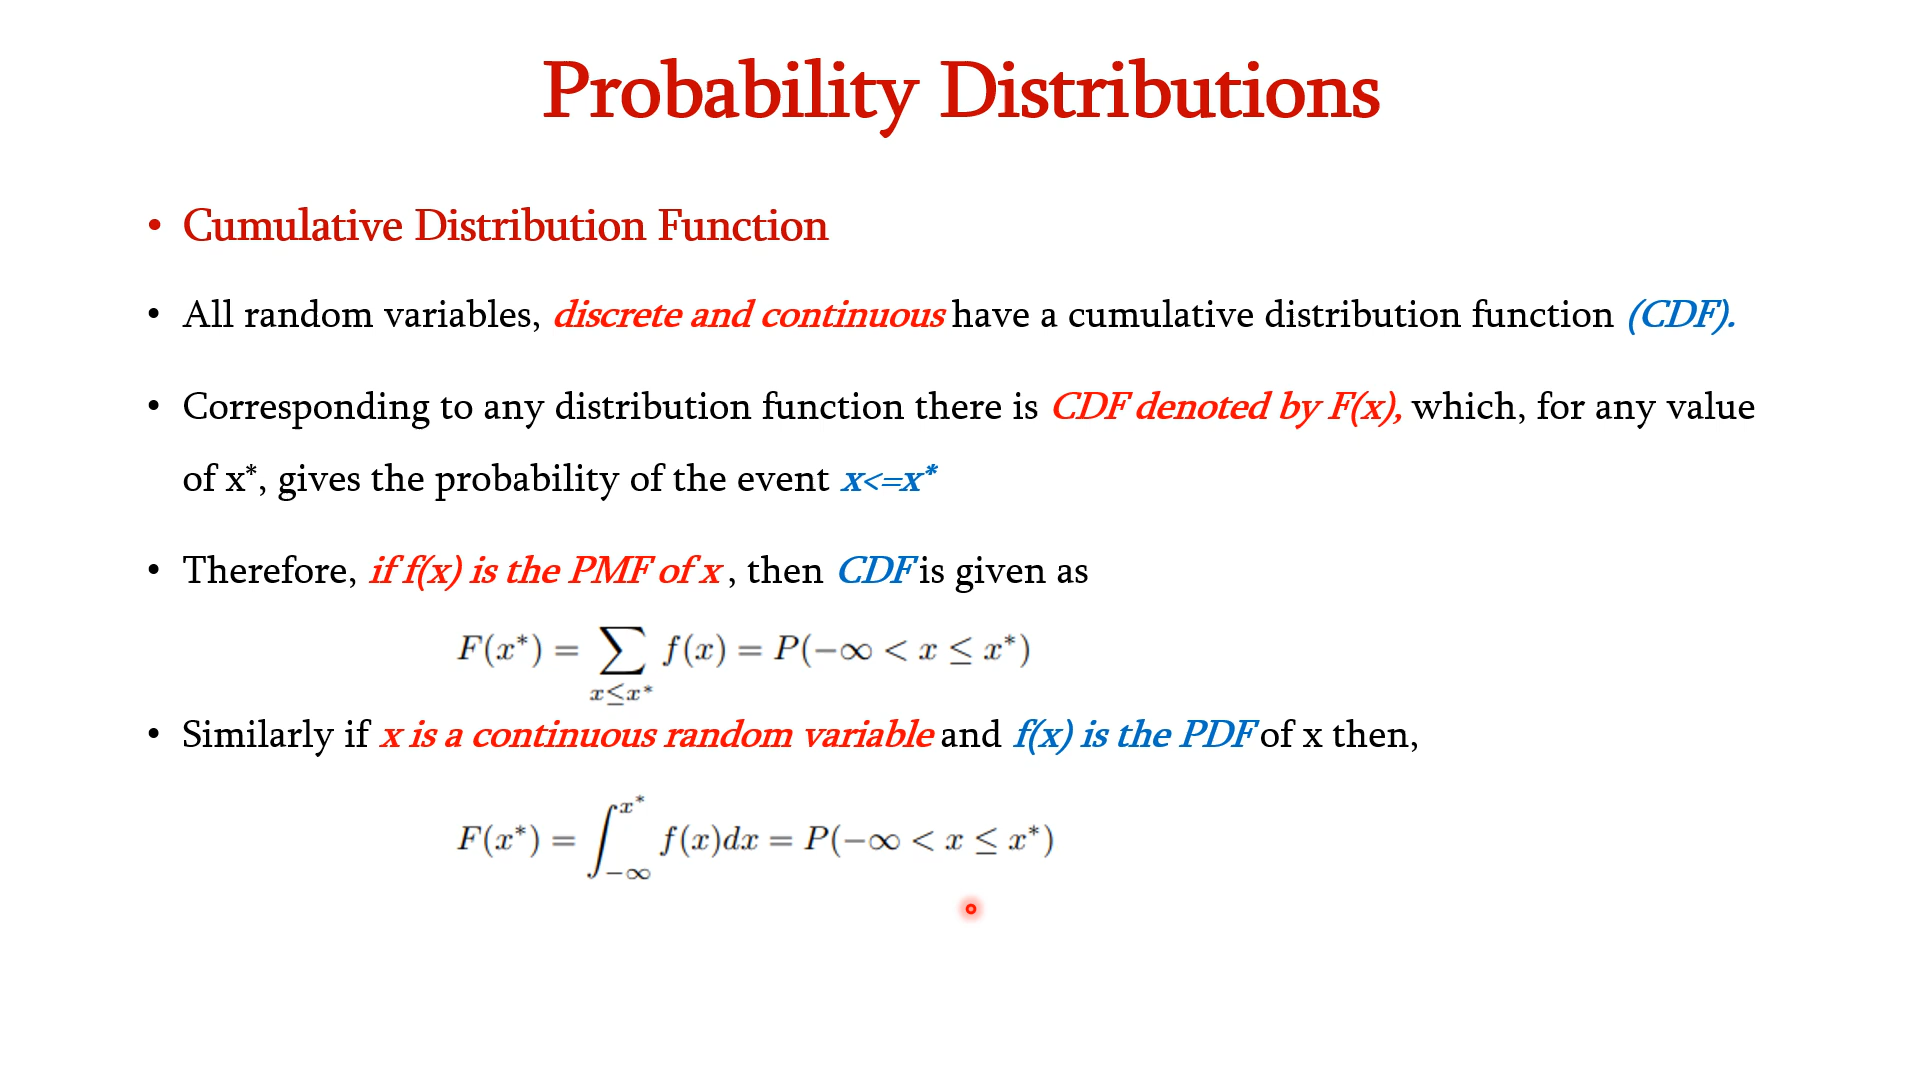 Probability Distributions
• Cumulative Distribution Function
• All random variables, discrete and continuous have a cumulative distribution function (CDF).
• Corresponding to any distribution function there is CDF denoted by F(x), which, for any value
of x*, gives the probability of the event x<=x*
• Therefore, if f(x) is the PMF of x , then CDF is given as
F(x*) = ∑_{x≤x*} f(x) = P(−∞ < x ≤ x*)
• Similarly if x is a continuous random variable and f(x) is the PDF of x then,
F(x*) = ∫_{−∞}^{x*} f(x)dx = P(−∞ < x ≤ x*)